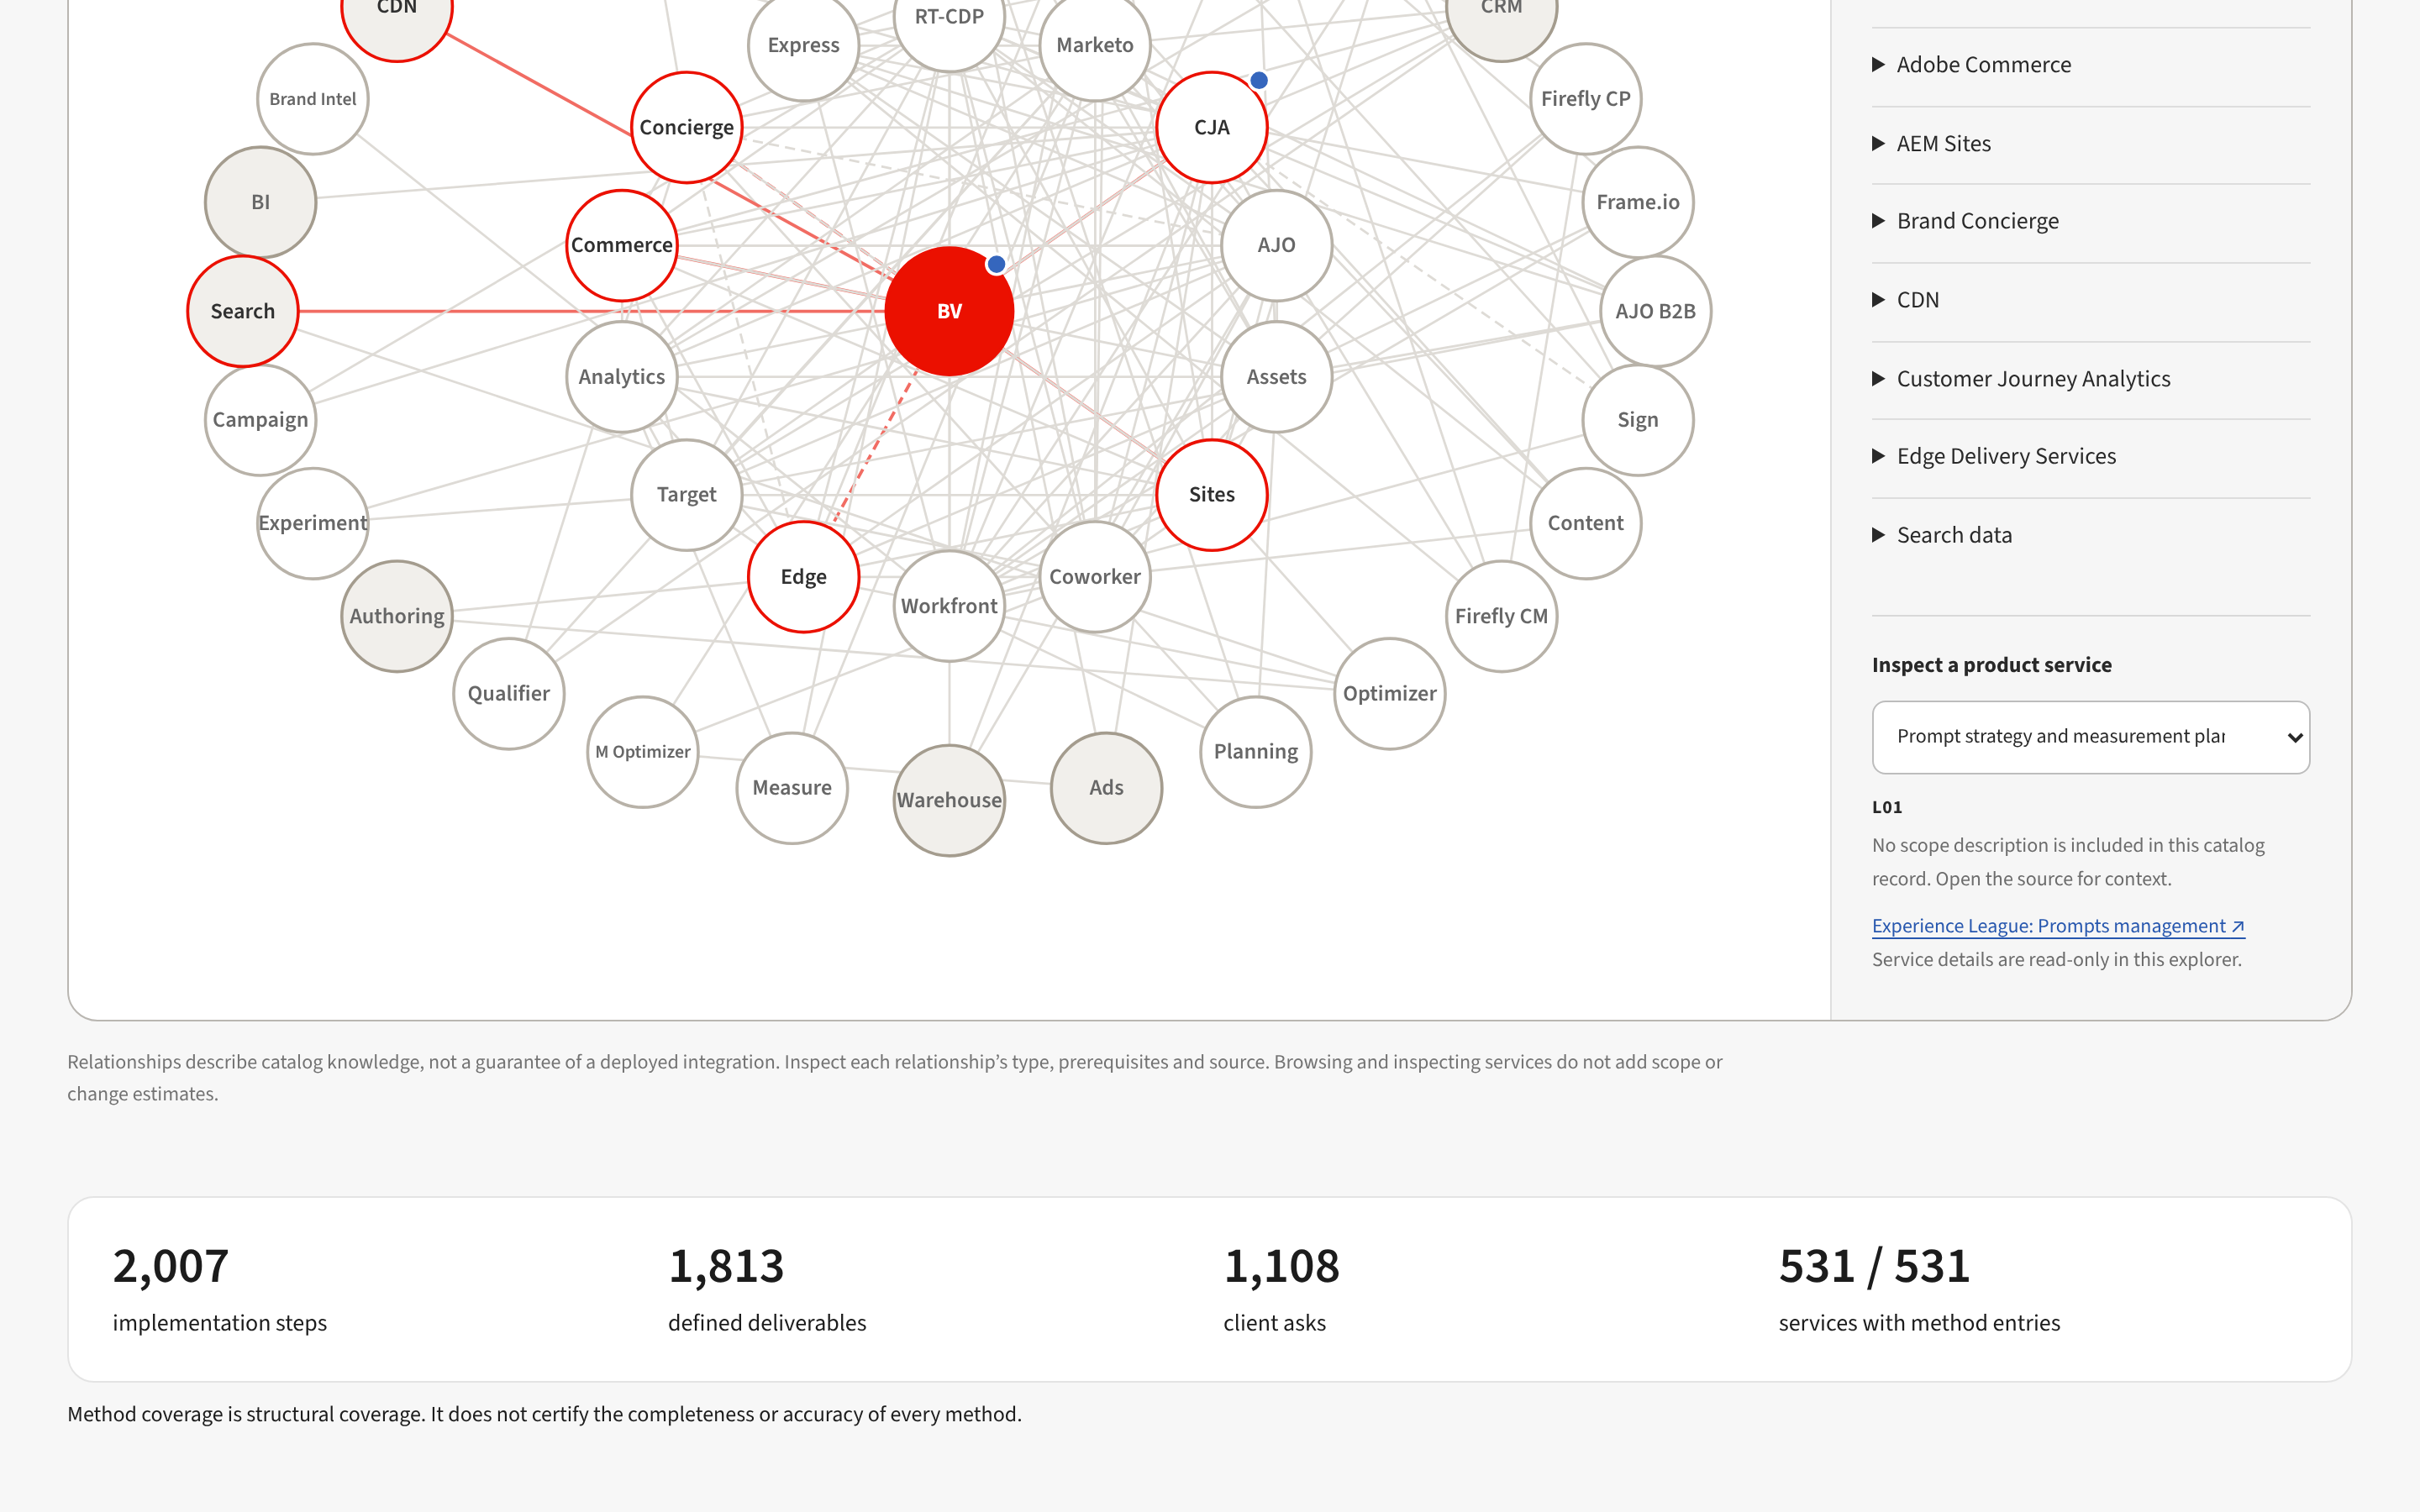 CDN
RT-CDP
CRM
Express
Marketo
Brand Intel
Firefly CP
Concierge
CJA
BI
Frame.io
Commerce
AJO
Search
BV
AJO B2B
Analytics
Assets
Campaign
Sign
Target
Sites
Experiment
Content
Edge
Coworker
Workfront
Authoring
Firefly CM
Qualifier
Optimizer
M Optimizer
Planning
Measure
Warehouse
Ads
Adobe Commerce
AEM Sites
Brand Concierge
CDN
Customer Journey Analytics
Edge Delivery Services
Search data
Inspect a product service
Prompt strategy and measurement plar
L01
No scope description is included in this catalog
record. Open the source for context.
Experience League: Prompts management ↗
Service details are read-only in this explorer.
Relationships describe catalog knowledge, not a guarantee of a deployed integration. Inspect each relationship’s type, prerequisites and source. Browsing and inspecting services do not add scope or
change estimates.
2,007
implementation steps
1,813
defined deliverables
1,108
client asks
531 / 531
services with method entries
Method coverage is structural coverage. It does not certify the completeness or accuracy of every method.